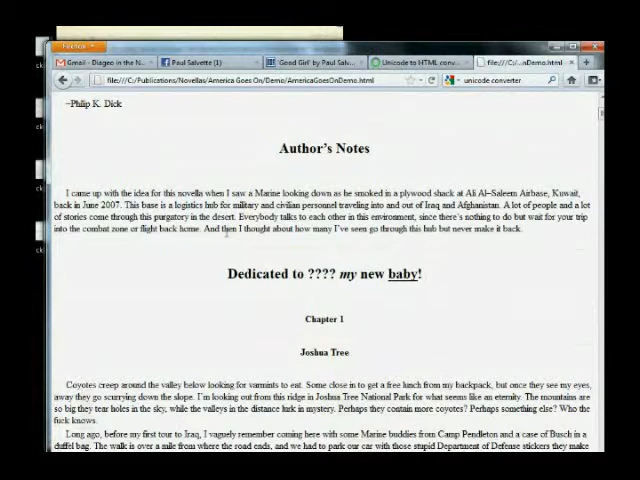 Firefox
Gmail - Diageo in the N...
Paul Salvette (1)
'Good Girl' by Paul Salv...
Unicode to HTML conv...
file:///C:/...nDemo.html
file:///C:/Publications/Novellas/America Goes On/Demo/AmericaGoesOnDemo.html
unicode converter
~Philip K. Dick
Author's Notes
I came up with the idea for this novella when I saw a Marine looking down as he smoked in a plywood shack at Ali Al–Saleem Airbase, Kuwait,
back in June 2007. This base is a logistics hub for military and civilian personnel traveling into and out of Iraq and Afghanistan. A lot of people and a lot
of stories come through this purgatory in the desert. Everybody talks to each other in this environment, since there's nothing to do but wait for your trip
into the combat zone or flight back home. And then I thought about how many I've seen go through this hub but never make it back.
Dedicated to ???? my new baby!
Chapter 1
Joshua Tree
Coyotes creep around the valley below looking for varmints to eat. Some close in to get a free lunch from my backpack, but once they see my eyes,
away they go scurrying down the slope. I'm looking out from this ridge in Joshua Tree National Park for what seems like an eternity. The mountains are
so big they tear holes in the sky, while the valleys in the distance lurk in mystery. Perhaps they contain more coyotes? Perhaps something else? Who the
fuck knows.
Long ago, before my first tour to Iraq, I vaguely remember coming here with some Marine buddies from Camp Pendleton and a case of Busch in a
duffel bag. The walk is over a mile from where the road ends, and we had to park our car with those stupid Department of Defense stickers they make